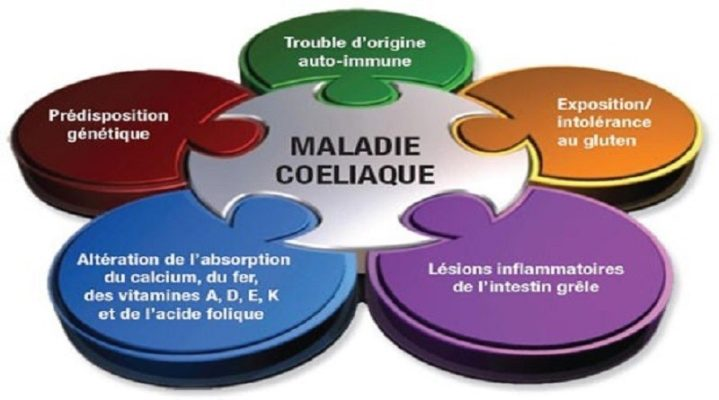 Trouble d'origine
auto-immune
Prédisposition
génétique
Exposition/
intolérance
au gluten
MALADIE
COELIAQUE
Altération de l'absorption
du calcium, du fer,
des vitamines A, D, E, K
et de l'acide folique
Lésions inflammatoires
de l'intestin grêle